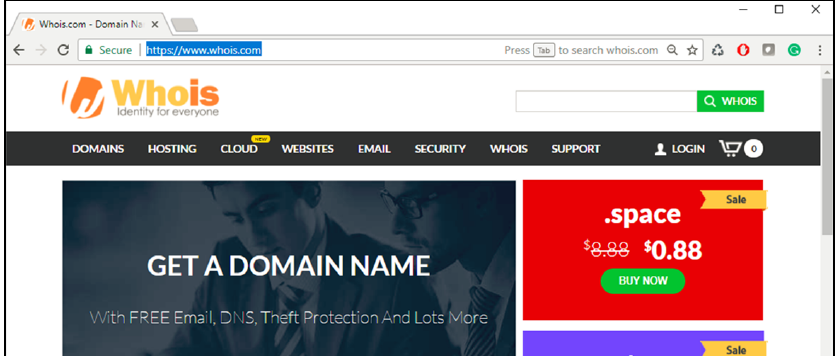 Whois.com - Domain Na
Secure https://www.whois.com Press Tab to search whois.com
Whois
Identity for everyone
WHOIS
NEW
DOMAINS HOSTING CLOUD WEBSITES EMAIL SECURITY WHOIS SUPPORT LOGIN 0
Sale
.space
$8.88 $0.88
BUY NOW
GET A DOMAIN NAME
With FREE Email, DNS, Theft Protection And Lots More
Sale